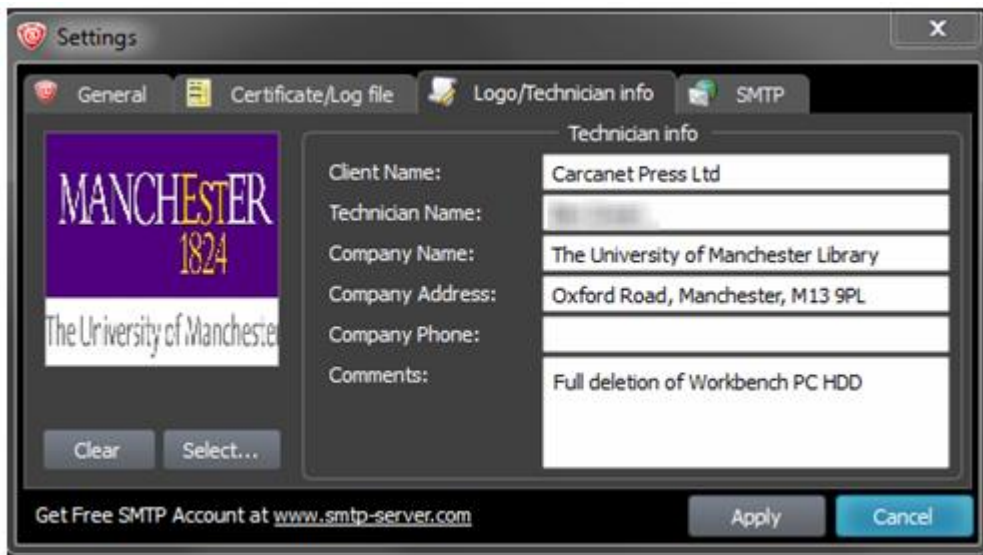 Settings
X
General Certificate/Log file Logo/Technician info SMTP
MANCHESTER
1824
The University of Manchester
Technician info
Client Name: Carcanet Press Ltd
Technician Name:
Company Name: The University of Manchester Library
Company Address: Oxford Road, Manchester, M13 9PL
Company Phone:
Comments: Full deletion of Workbench PC HDD
Clear Select...
Get Free SMTP Account at www.smtp-server.com Apply Cancel